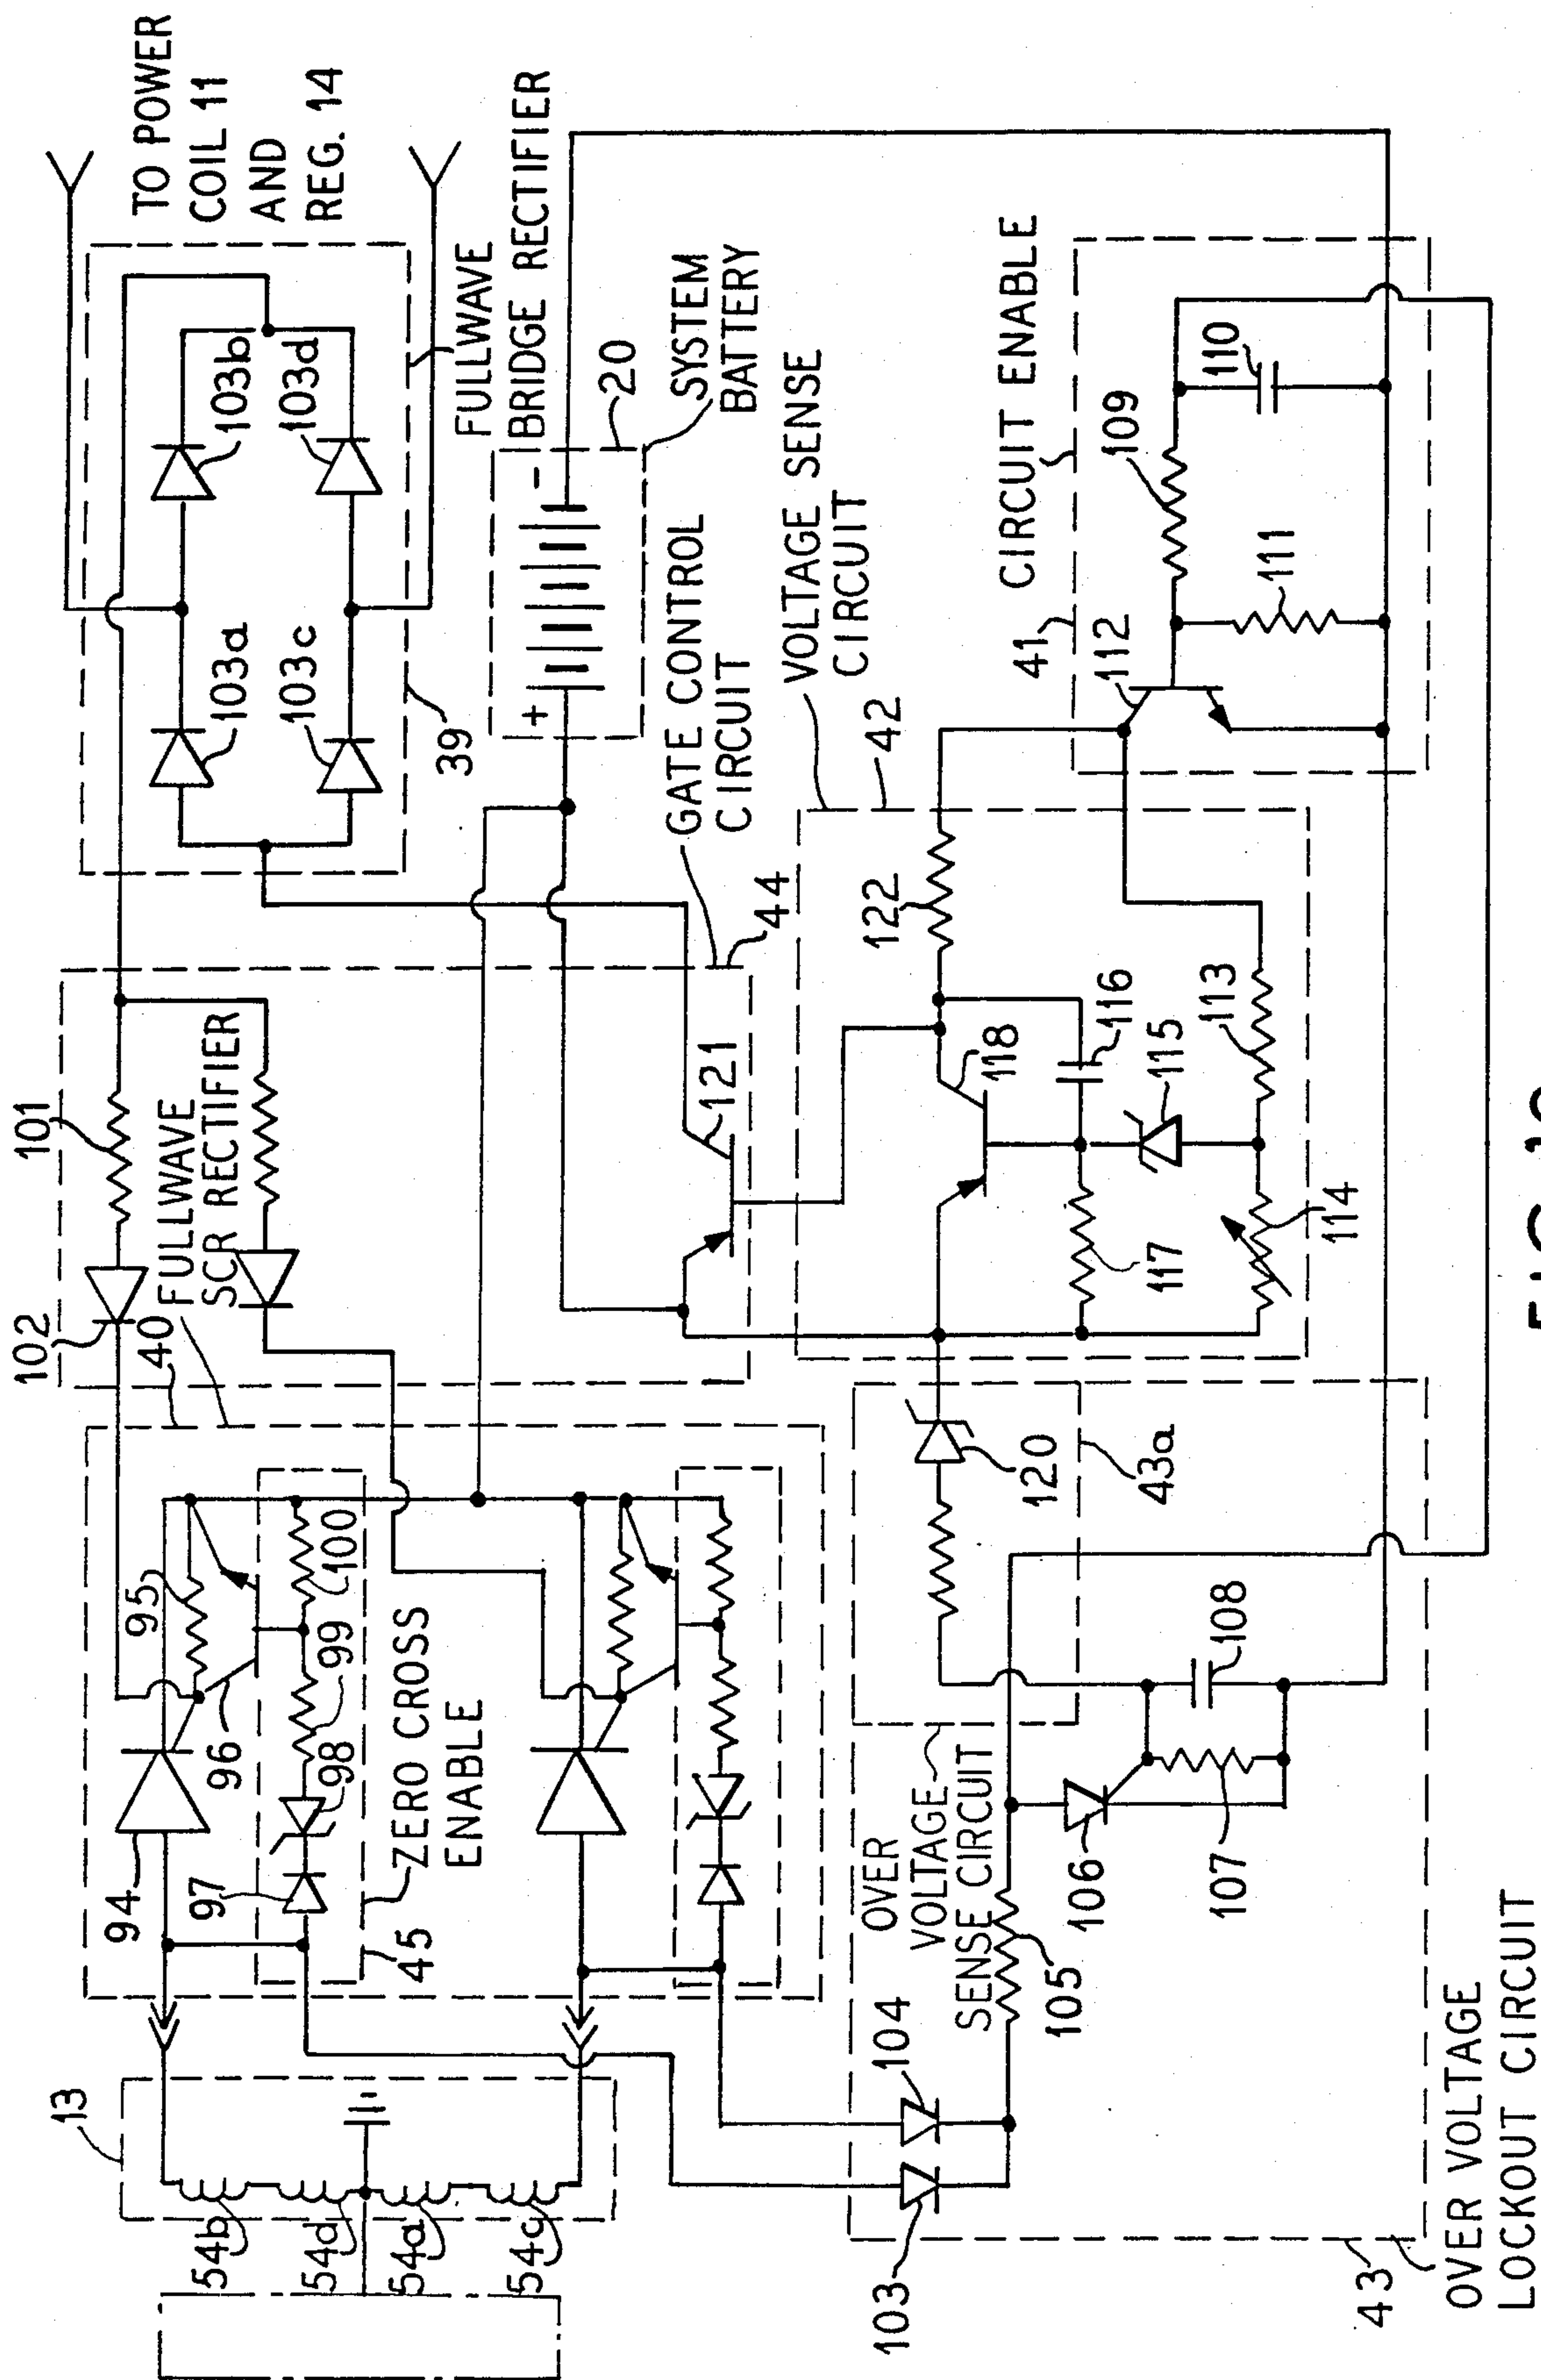 TO POWER
COIL 11
AND
REG. 14
101
102
40
FULLWAVE
SCR RECTIFIER
103b
103d
103a
103c
39
FULLWAVE
BRIDGE RECTIFIER
+
-
20
SYSTEM
BATTERY
GATE CONTROL
CIRCUIT
44
121
13
54b
54d
54a
54c
94
95
96
97
98
99
100
45
ZERO CROSS
ENABLE
VOLTAGE SENSE
CIRCUIT
42
122
118
116
115
113
117
114
CIRCUIT ENABLE
41
112
109
110
111
120
43a
OVER
VOLTAGE
SENSE CIRCUIT
103
104
105
106
107
108
43
OVER VOLTAGE
LOCKOUT CIRCUIT